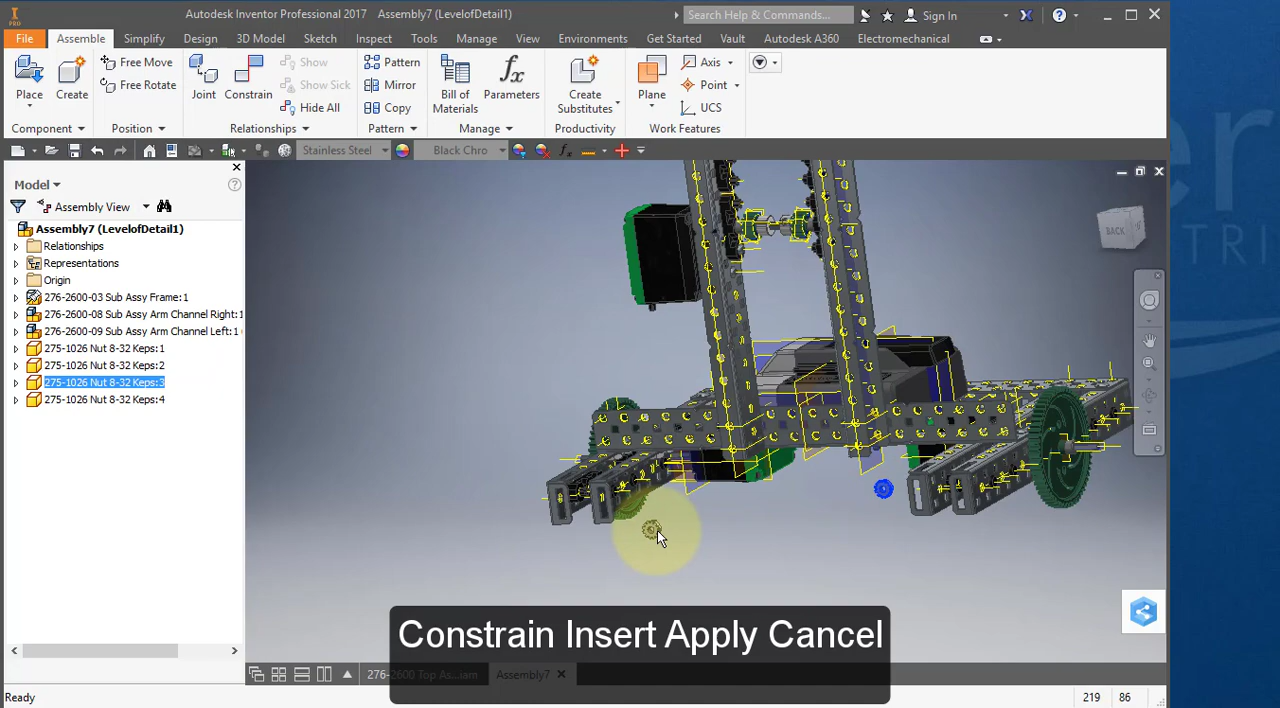 Autodesk Inventor Professional 2017 Assembly7 (LevelofDetail1)
Search Help & Commands...
Sign In
PRO
File Assemble Simplify Design 3D Model Sketch Inspect Tools Manage View Environments Get Started Vault Autodesk A360 Electromechanical
Place
Create
Free Move
Free Rotate
Joint
Constrain
Show
Show Sick
Hide All
Pattern
Mirror
Copy
Bill of
Materials
Parameters
Create
Substitutes
Plane
Axis
Point
UCS
Component Position Relationships Pattern Manage Productivity Work Features
Stainless Steel
Black Chro
Model
Assembly View
Assembly7 (LevelofDetail1)
Relationships
Representations
Origin
276-2600-03 Sub Assy Frame:1
276-2600-08 Sub Assy Arm Channel Right:1
276-2600-09 Sub Assy Arm Channel Left:1
275-1026 Nut 8-32 Keps:1
275-1026 Nut 8-32 Keps:2
275-1026 Nut 8-32 Keps:3
275-1026 Nut 8-32 Keps:4
BACK
Constrain Insert Apply Cancel
276-2600 Top As...iam
Assembly7
Ready
219 86